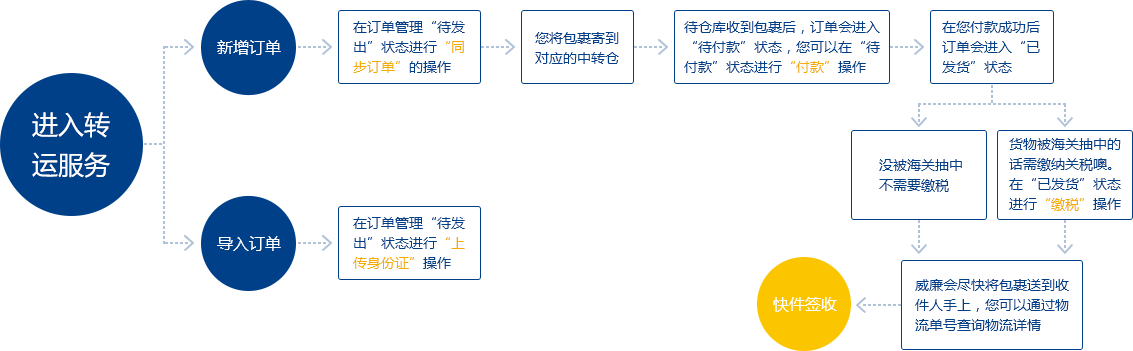 进入转
运服务
新增订单
在订单管理“待发
出”状态进行“同
步订单”的操作
您将包裹寄到
对应的中转仓
待仓库收到包裹后，订单会进入
“待付款”状态，您可以在“待
付款”状态进行“付款”操作
在您付款成功后
订单会进入“已
发货”状态
没被海关抽中
不需要缴税
货物被海关抽中的
话需缴纳关税噢。
在“已发货”状态
进行“缴税”操作
导入订单
在订单管理“待发
出”状态进行“上
传身份证”操作
威廉会尽快将包裹送到收
件人手上，您可以通过物
流单号查询物流详情
快件签收